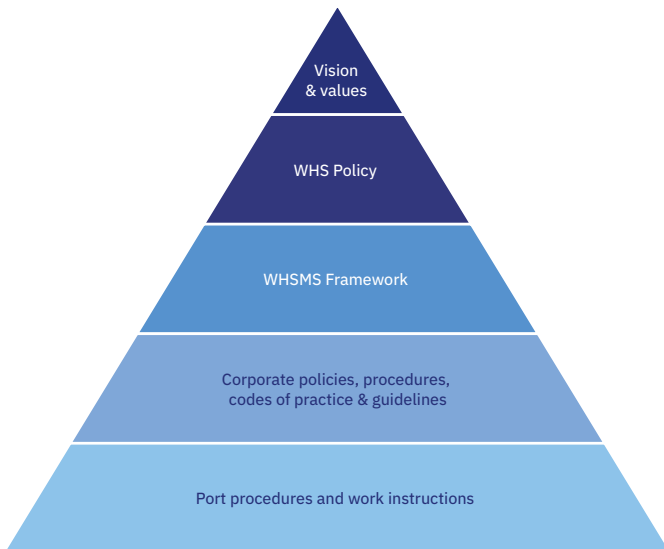 Vision
& values
WHS Policy
WHSMS Framework
Corporate policies, procedures,
codes of practice & guidelines
Port procedures and work instructions